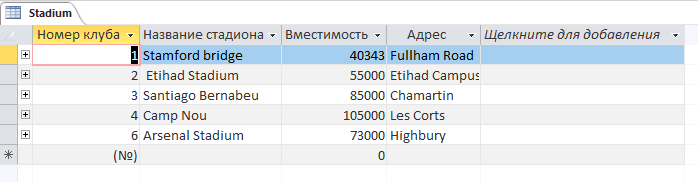 Stadium
Номер клуба Название стадиона Вместимость Адрес Щелкните для добавления
1 Stamford bridge 40343 Fullham Road
2 Etihad Stadium 55000 Etihad Campus
3 Santiago Bernabeu 85000 Chamartin
4 Camp Nou 105000 Les Corts
6 Arsenal Stadium 73000 Highbury
(№) 0